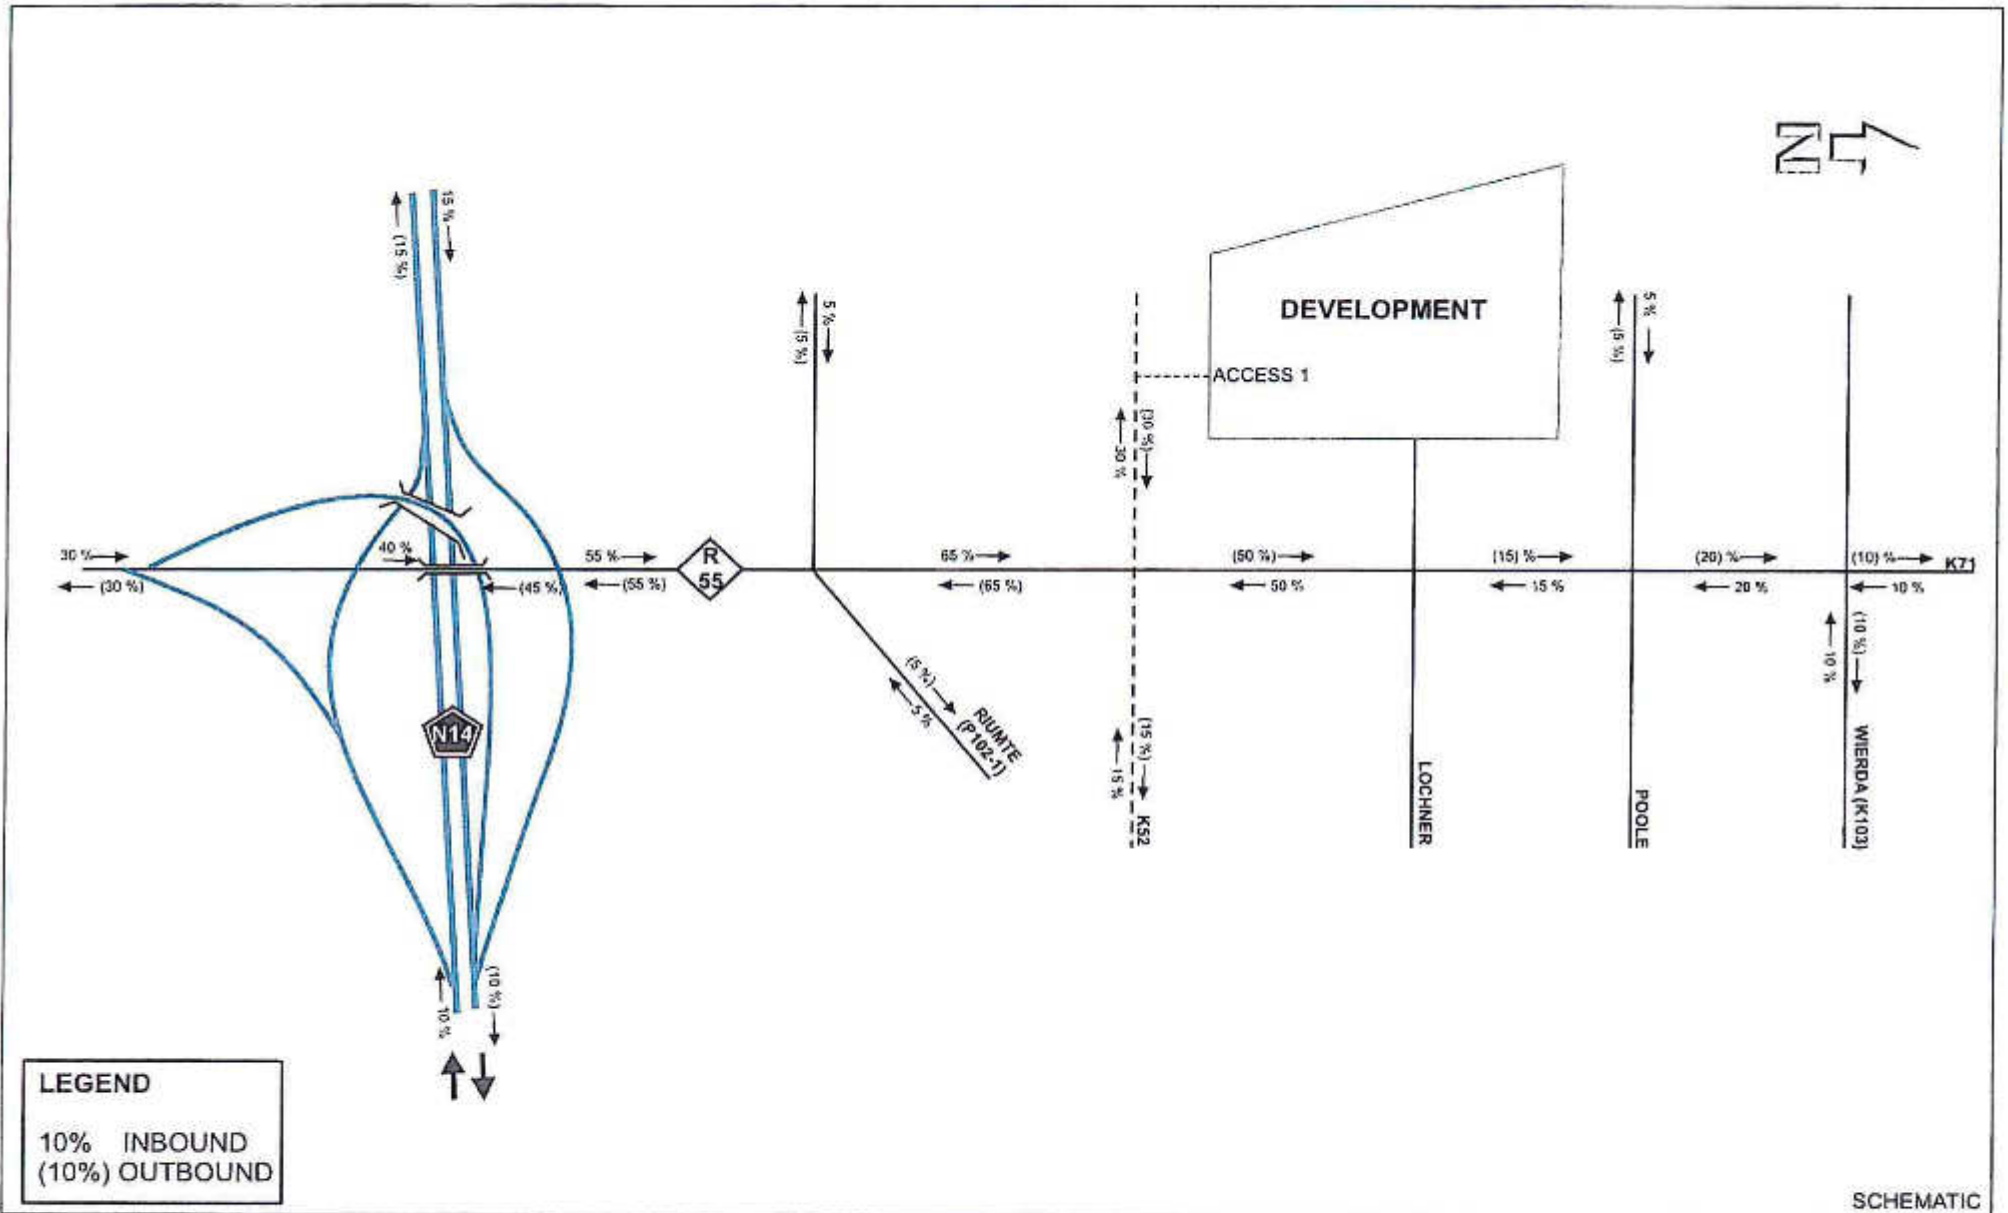 N
15 %
(15 %)
5 %
(5 %)
DEVELOPMENT
ACCESS 1
(30 %)
30 %
5 %
(5 %)
30 %
(30 %)
40 %
(45 %)
55 %
(55 %)
R
55
65 %
(65 %)
(50 %)
50 %
(15) %
15 %
(20) %
20 %
(10) %
10 %
K71
(5 %)
5 %
RIUMTE
(P102-1)
(15 %)
15 %
K52
LOCHNER
POOLE
(10 %)
10 %
WIERDA (K103)
N14
10 %
(10 %)
LEGEND
10% INBOUND
(10%) OUTBOUND
SCHEMATIC